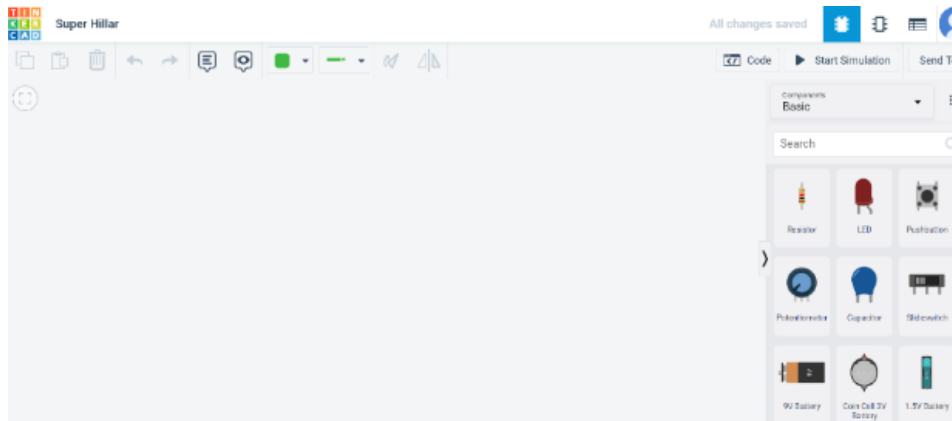 TIN
KER
CAD
Super Hillar
All changes saved
Code
Start Simulation
Send T
Components
Basic
Search
Resistor
LED
Pushbutton
Potentiometer
Capacitor
Slideswitch
9V Battery
Coin Cell 3V
Battery
1.5V Battery